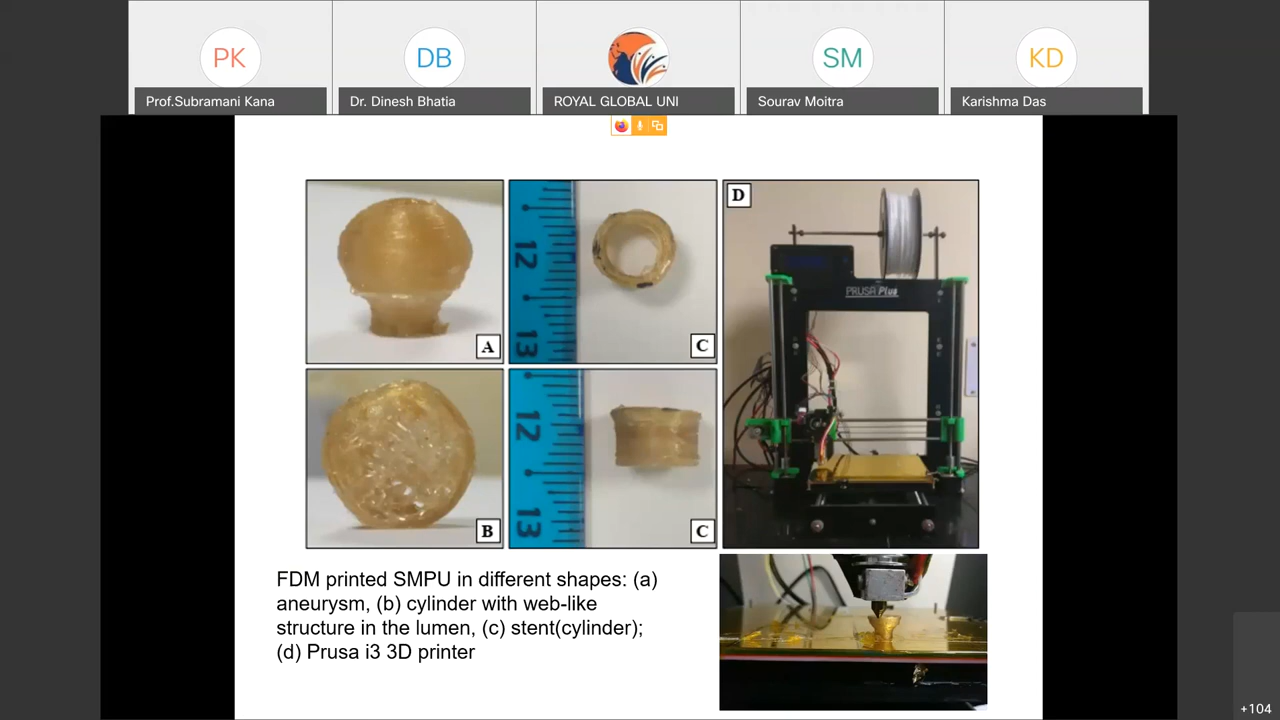 PK
DB
SM
KD
Prof.Subramani Kana
Dr. Dinesh Bhatia
ROYAL GLOBAL UNI
Sourav Moitra
Karishma Das
A
12
13
C
D
PRUSA Plus
B
12
13
C
FDM printed SMPU in different shapes: (a)
aneurysm, (b) cylinder with web-like
structure in the lumen, (c) stent(cylinder);
(d) Prusa i3 3D printer
+104